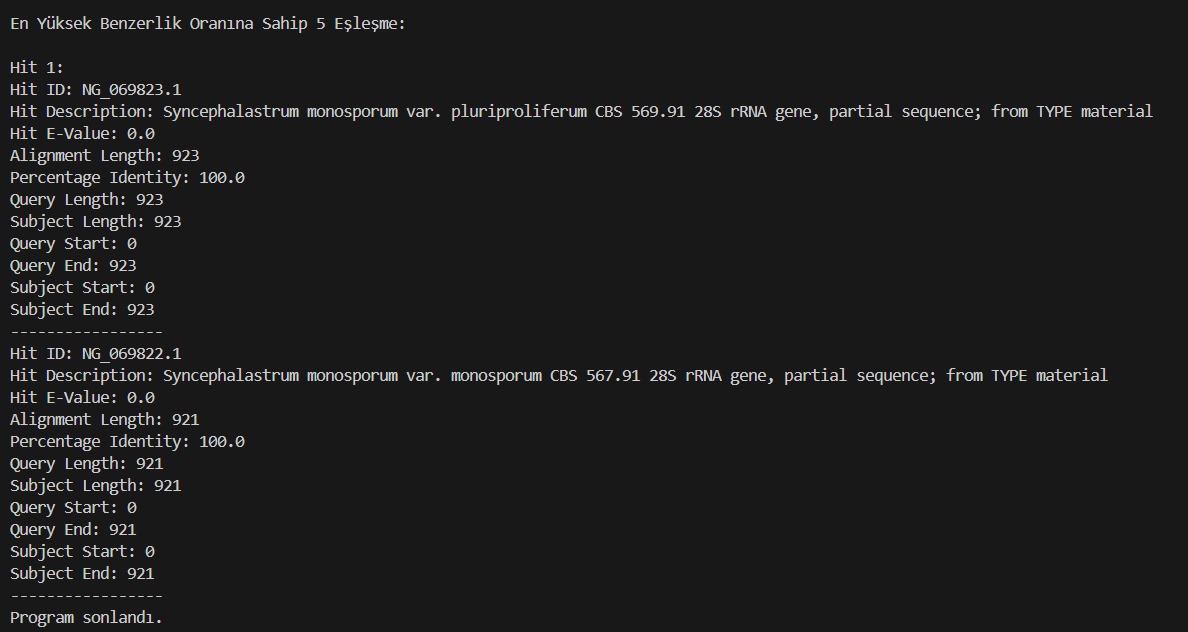 En Yüksek Benzerlik Oranına Sahip 5 Eşleşme:
Hit 1:
Hit ID: NG_069823.1
Hit Description: Syncephalastrum monosporum var. pluriproliferum CBS 569.91 28S rRNA gene, partial sequence; from TYPE material
Hit E-Value: 0.0
Alignment Length: 923
Percentage Identity: 100.0
Query Length: 923
Subject Length: 923
Query Start: 0
Query End: 923
Subject Start: 0
Subject End: 923
-----------------
Hit ID: NG_069822.1
Hit Description: Syncephalastrum monosporum var. monosporum CBS 567.91 28S rRNA gene, partial sequence; from TYPE material
Hit E-Value: 0.0
Alignment Length: 921
Percentage Identity: 100.0
Query Length: 921
Subject Length: 921
Query Start: 0
Query End: 921
Subject Start: 0
Subject End: 921
-----------------
Program sonlandı.